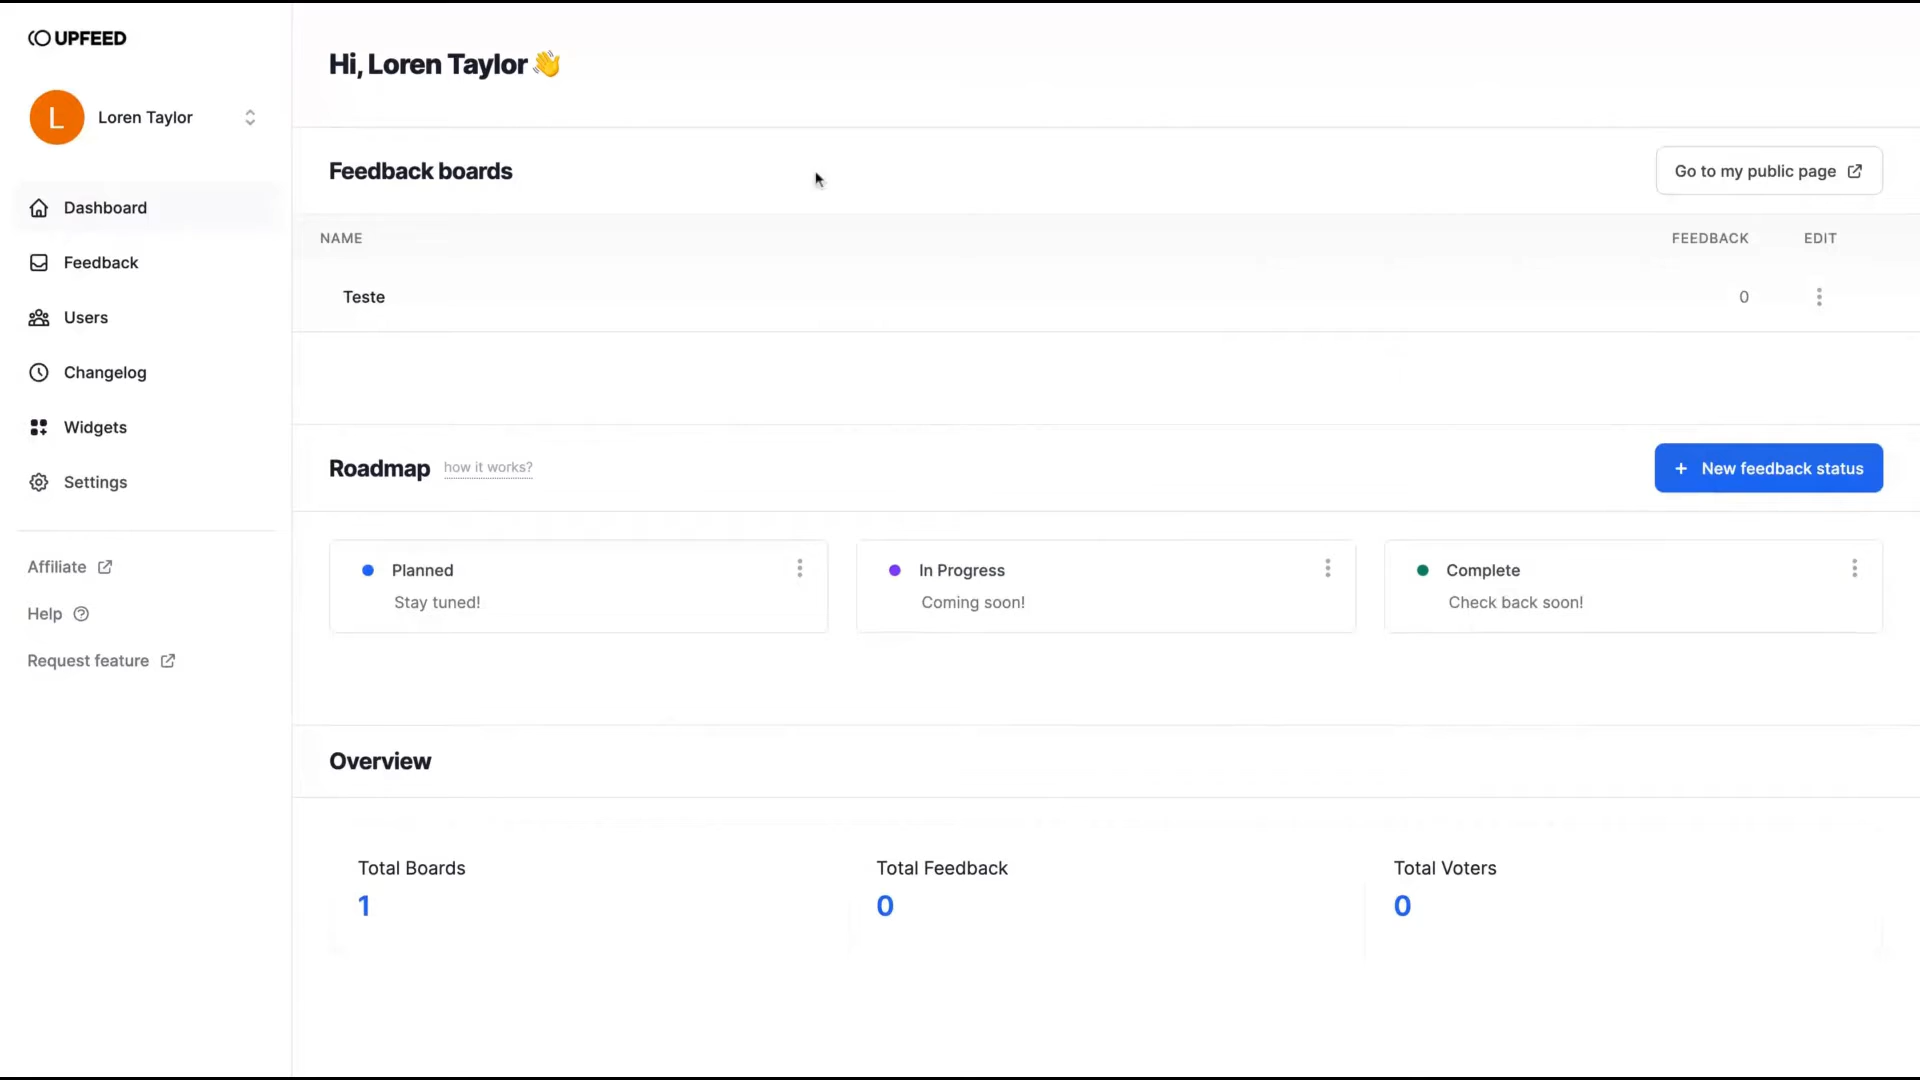 UPFEED
L
Loren Taylor
Dashboard
Feedback
Users
Changelog
Widgets
Settings
Affiliate
Help
Request feature
Hi, Loren Taylor 👋
Feedback boards
Go to my public page
NAME FEEDBACK EDIT
Teste 0
Roadmap how it works?
+ New feedback status
Planned
Stay tuned!
In Progress
Coming soon!
Complete
Check back soon!
Overview
Total Boards
1
Total Feedback
0
Total Voters
0